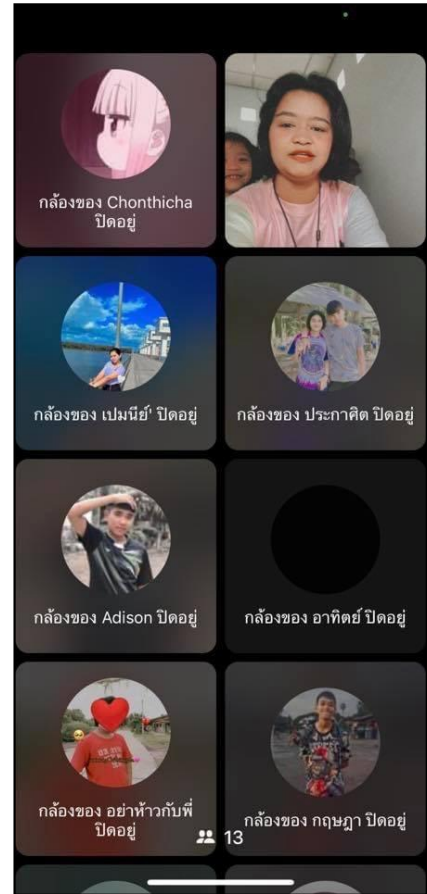 กล้องของ Chonthicha
ปิดอยู่
กล้องของ เปมนีย์' ปิดอยู่
กล้องของ ประกาศิต ปิดอยู่
กล้องของ Adison ปิดอยู่
กล้องของ อาทิตย์ ปิดอยู่
กล้องของ อย่าห้าวกับพี่
ปิดอยู่
กล้องของ กฤษฎา ปิดอยู่
13